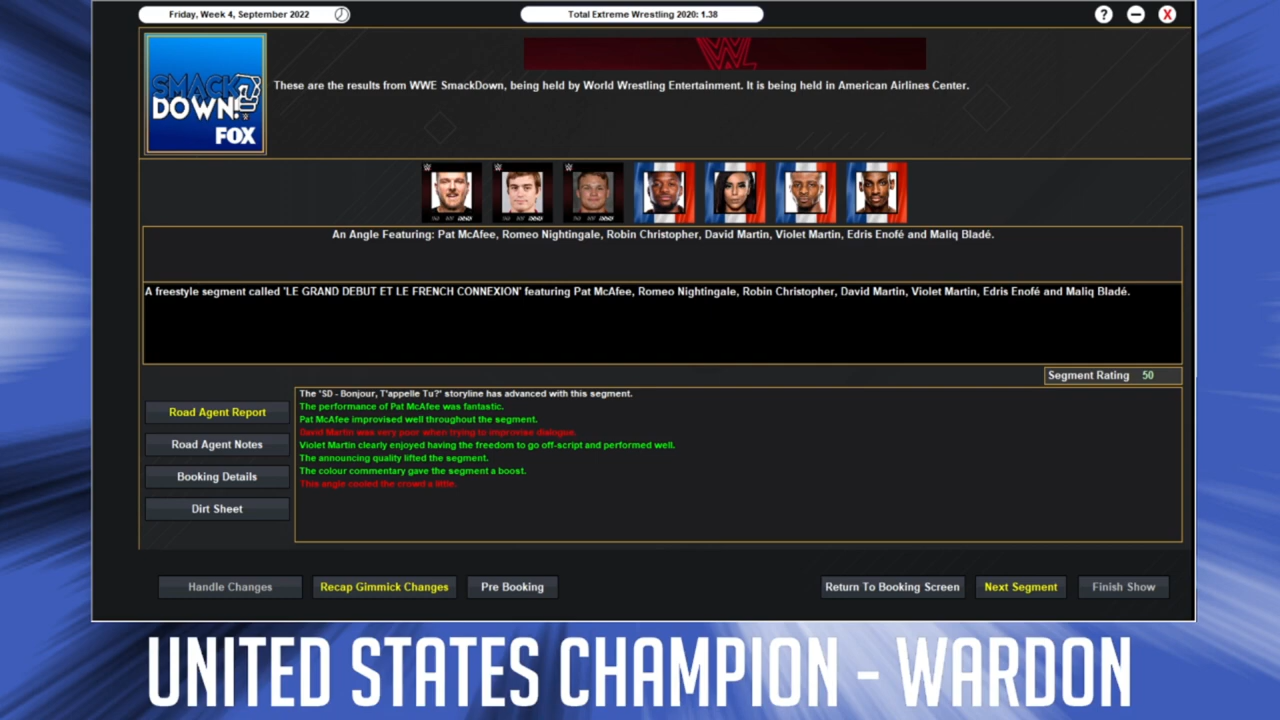 Friday, Week 4, September 2022
Total Extreme Wrestling 2020: 1.38
?
X
SMACK
DOWN!
FOX
These are the results from WWE SmackDown, being held by World Wrestling Entertainment. It is being held in American Airlines Center.
An Angle Featuring: Pat McAfee, Romeo Nightingale, Robin Christopher, David Martin, Violet Martin, Edris Enofé and Maliq Bladé.
A freestyle segment called 'LE GRAND DEBUT ET LE FRENCH CONNEXION' featuring Pat McAfee, Romeo Nightingale, Robin Christopher, David Martin, Violet Martin, Edris Enofé and Maliq Bladé.
Segment Rating 50
Road Agent Report
Road Agent Notes
Booking Details
Dirt Sheet
The 'SD - Bonjour, T'appelle Tu?' storyline has advanced with this segment.
The performance of Pat McAfee was fantastic.
Pat McAfee improvised well throughout the segment.
David Martin was very poor when trying to improvise dialogue.
Violet Martin clearly enjoyed having the freedom to go off-script and performed well.
The announcing quality lifted the segment.
The colour commentary gave the segment a boost.
This angle cooled the crowd a little.
Handle Changes
Recap Gimmick Changes
Pre Booking
Return To Booking Screen
Next Segment
Finish Show
UNITED STATES CHAMPION - WARDON